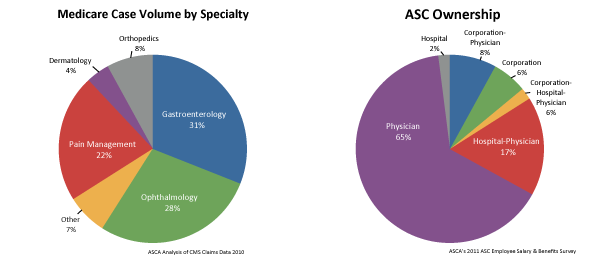 Medicare Case Volume by Specialty
Orthopedics
8%
Dermatology
4%
Gastroenterology
31%
Pain Management
22%
Ophthalmology
28%
Other
7%
ASCA Analysis of CMS Claims Data 2010
ASC Ownership
Hospital
2%
Corporation-
Physician
8%
Corporation
6%
Corporation-
Hospital-
Physician
6%
Physician
65%
Hospital-Physician
17%
ASCA's 2011 ASC Employee Salary & Benefits Survey